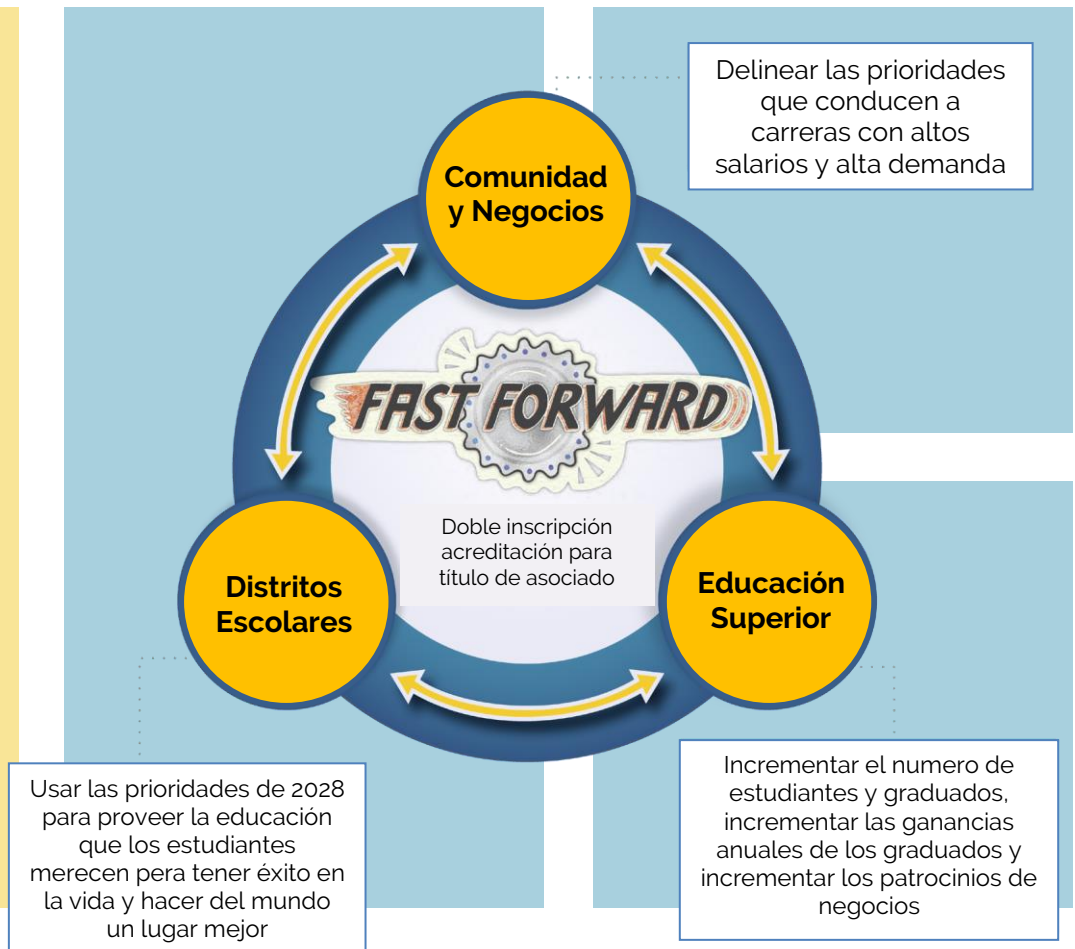 Delinear las prioridades
que conducen a
carreras con altos
salarios y alta demanda
Comunidad
y Negocios
FAST FORWARD
Doble inscripción
acreditación para
título de asociado
Distritos
Escolares
Educación
Superior
Usar las prioridades de 2028
para proveer la educación
que los estudiantes
merecen pera tener éxito en
la vida y hacer del mundo
un lugar mejor
Incrementar el numero de
estudiantes y graduados,
incrementar las ganancias
anuales de los graduados y
incrementar los patrocinios de
negocios